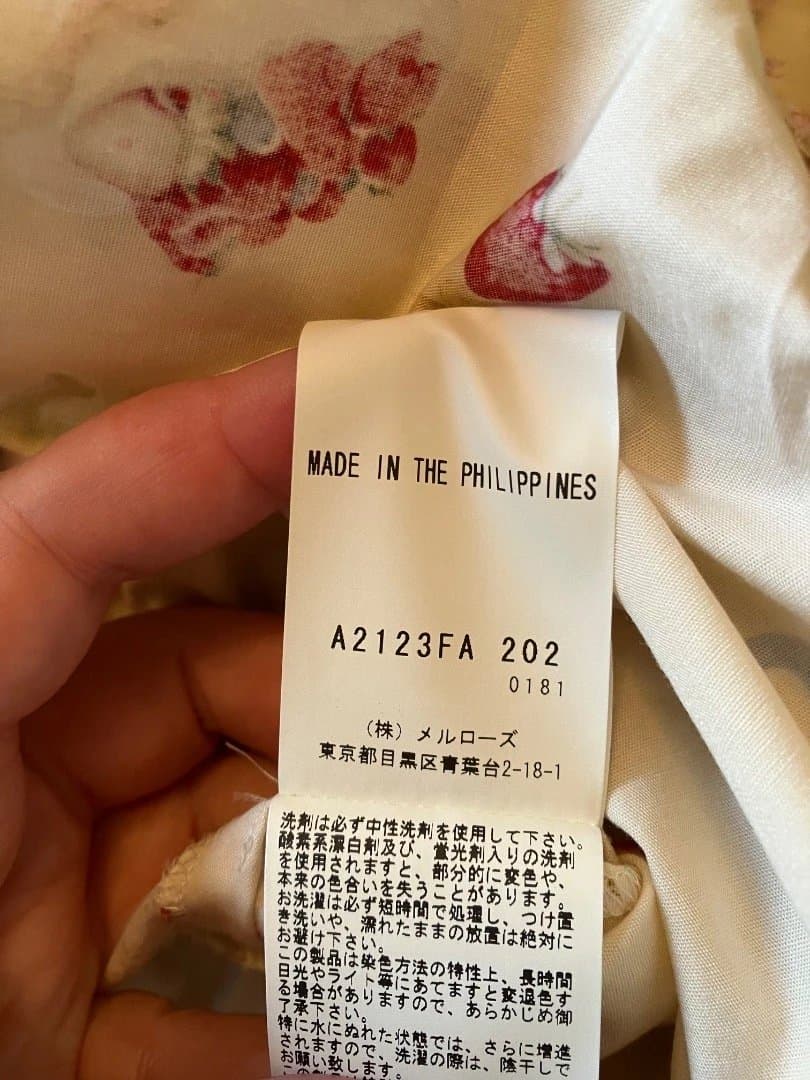 MADE IN THE PHILIPPINES
A2123FA 202
0181
(株) メルローズ
東京都目黒区青葉台2-18-1
洗剤は必ず中性洗剤を使用して下さい。
酸素系漂白剤及び、蛍光剤入りの洗剤
を使用されますと、部分的に変色や、
本来の色合いを失うことがあります。
お洗濯は必ず短時間で処理し、つけ置
き洗いや、濡れたままの放置は絶対に
お避け下さい。
この製品は染色方法の特性上、長時間
日光やライト等にあてますと変退色す
る場合がありますので、あらかじめ御
了承下さい。
特に水にぬれた状態では、さらに増進
されますので、洗濯の際は、陰干しで
お願い致します。